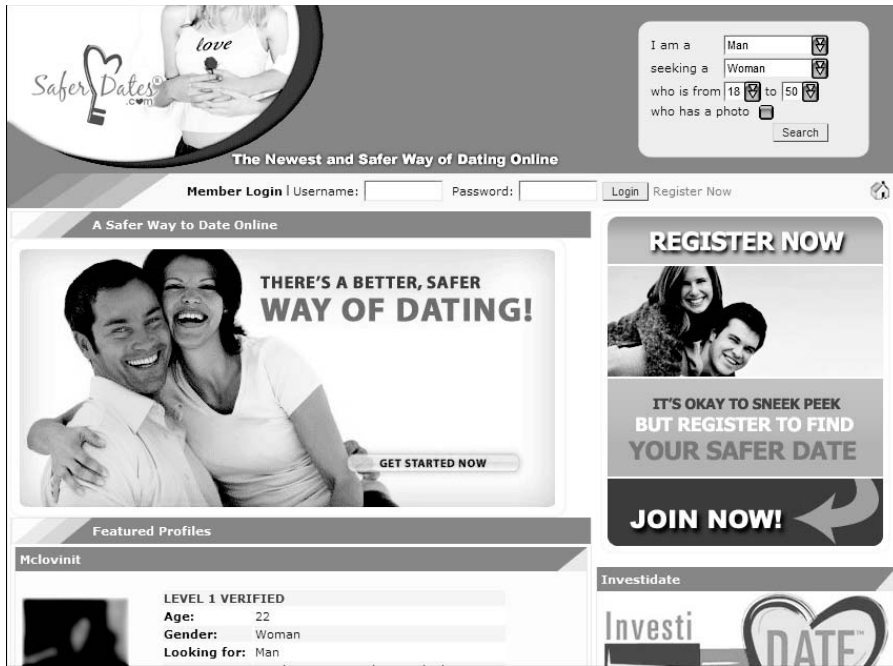 love
Safer Dates®
.com
The Newest and Safer Way of Dating Online
I am a Man
seeking a Woman
who is from 18 to 50
who has a photo
Search
Member Login | Username: Password: Login Register Now
A Safer Way to Date Online
THERE'S A BETTER, SAFER
WAY OF DATING!
GET STARTED NOW
REGISTER NOW
IT'S OKAY TO SNEEK PEEK
BUT REGISTER TO FIND
YOUR SAFER DATE
JOIN NOW!
Featured Profiles
Mclovinit
LEVEL 1 VERIFIED
Age: 22
Gender: Woman
Looking for: Man
Investidate
Investi
DATE™